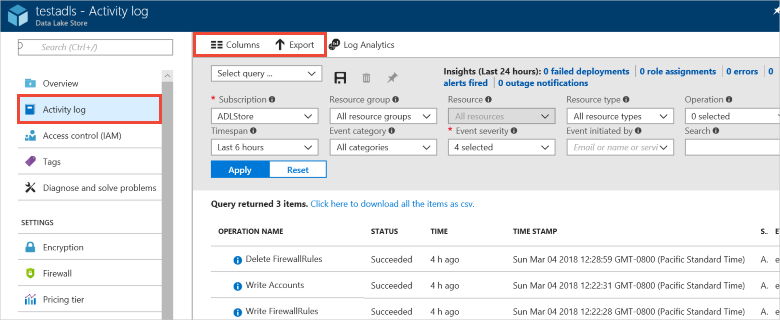 testadls - Activity log
Data Lake Store
Search (Ctrl+/)
Overview
Activity log
Access control (IAM)
Tags
Diagnose and solve problems
SETTINGS
Encryption
Firewall
Pricing tier
Columns Export Log Analytics
Select query ...
Insights (Last 24 hours): 0 failed deployments 0 role assignments 0 errors 0
alerts fired 0 outage notifications
* Subscription Resource group Resource Resource type Operation
ADLStore All resource groups All resources All resource types 0 selected
Timespan Event category * Event severity Event initiated by Search
Last 6 hours All categories 4 selected Email or name or servi
Apply Reset
Query returned 3 items. Click here to download all the items as csv.
OPERATION NAME STATUS TIME TIME STAMP S..
Delete FirewallRules Succeeded 4 h ago Sun Mar 04 2018 12:28:59 GMT-0800 (Pacific Standard Time) A.
Write Accounts Succeeded 4 h ago Sun Mar 04 2018 12:22:28 GMT-0800 (Pacific Standard Time) A.
Write FirewallRules Succeeded 4 h ago Sun Mar 04 2018 12:22:28 GMT-0800 (Pacific Standard Time) A.